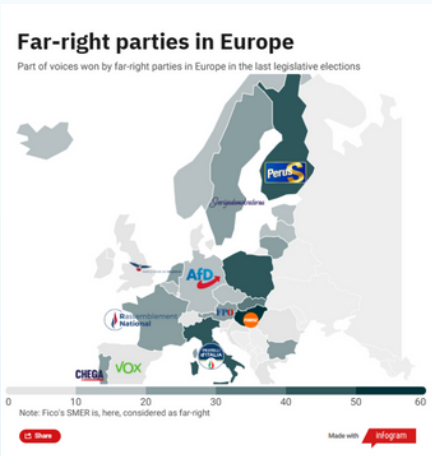 Far-right parties in Europe
Part of voices won by far-right parties in Europe in the last legislative elections
PeruS
Sverigedemokraterna
AfD
Rassemblement
National
FPÖ
FRATELLI
d'ITALIA
CHEGA
VOX
0 10 20 30 40 50 60
Note: Fico's SMER is, here, considered as far-right
Share
Made with
infogram